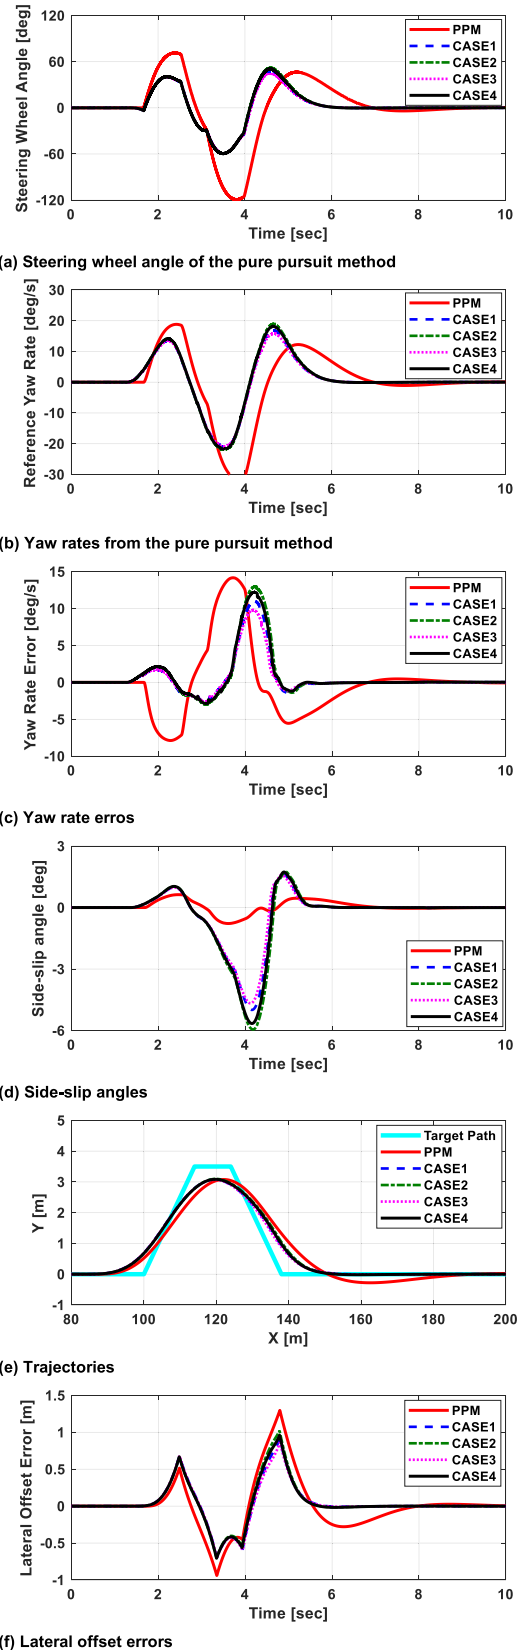 120
60
0
-60
-120
Steering Wheel Angle [deg]
PPM
CASE1
CASE2
CASE3
CASE4
0 2 4 6 8 10
Time [sec]
(a) Steering wheel angle of the pure pursuit method
30
20
10
0
-10
-20
-30
Reference Yaw Rate [deg/s]
PPM
CASE1
CASE2
CASE3
CASE4
0 2 4 6 8 10
Time [sec]
(b) Yaw rates from the pure pursuit method
15
10
5
0
-5
-10
Yaw Rate Error [deg/s]
PPM
CASE1
CASE2
CASE3
CASE4
0 2 4 6 8 10
Time [sec]
(c) Yaw rate erros
3
0
-3
-6
Side-slip angle [deg]
PPM
CASE1
CASE2
CASE3
CASE4
0 2 4 6 8 10
Time [sec]
(d) Side-slip angles
5
4
3
2
1
0
-1
Y [m]
Target Path
PPM
CASE1
CASE2
CASE3
CASE4
80 100 120 140 160 180 200
X [m]
(e) Trajectories
1.5
1
0.5
0
-0.5
-1
Lateral Offset Error [m]
PPM
CASE1
CASE2
CASE3
CASE4
0 2 4 6 8 10
Time [sec]
(f) Lateral offset errors